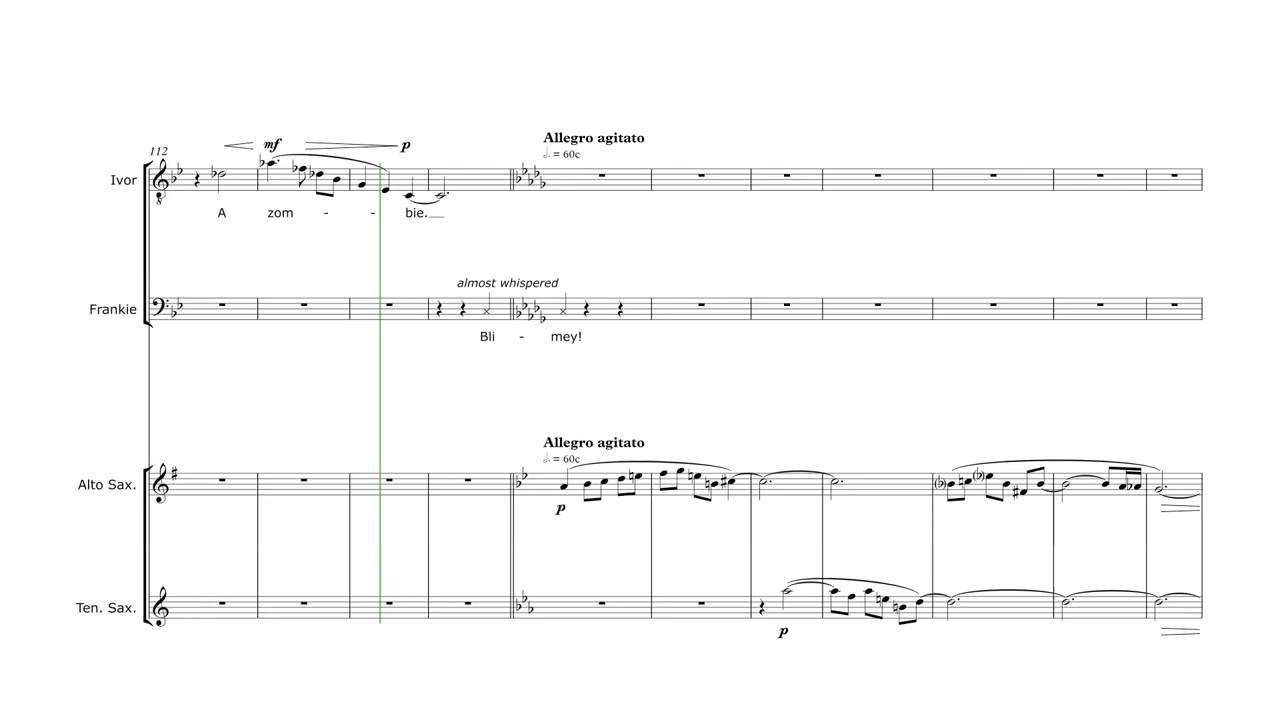 Allegro agitato
112 mf p 𝅗𝅥. = 60c
Ivor
A zom - - bie.
almost whispered
Frankie
Bli - mey!
Allegro agitato
𝅗𝅥. = 60c
Alto Sax.
p
Ten. Sax.
p